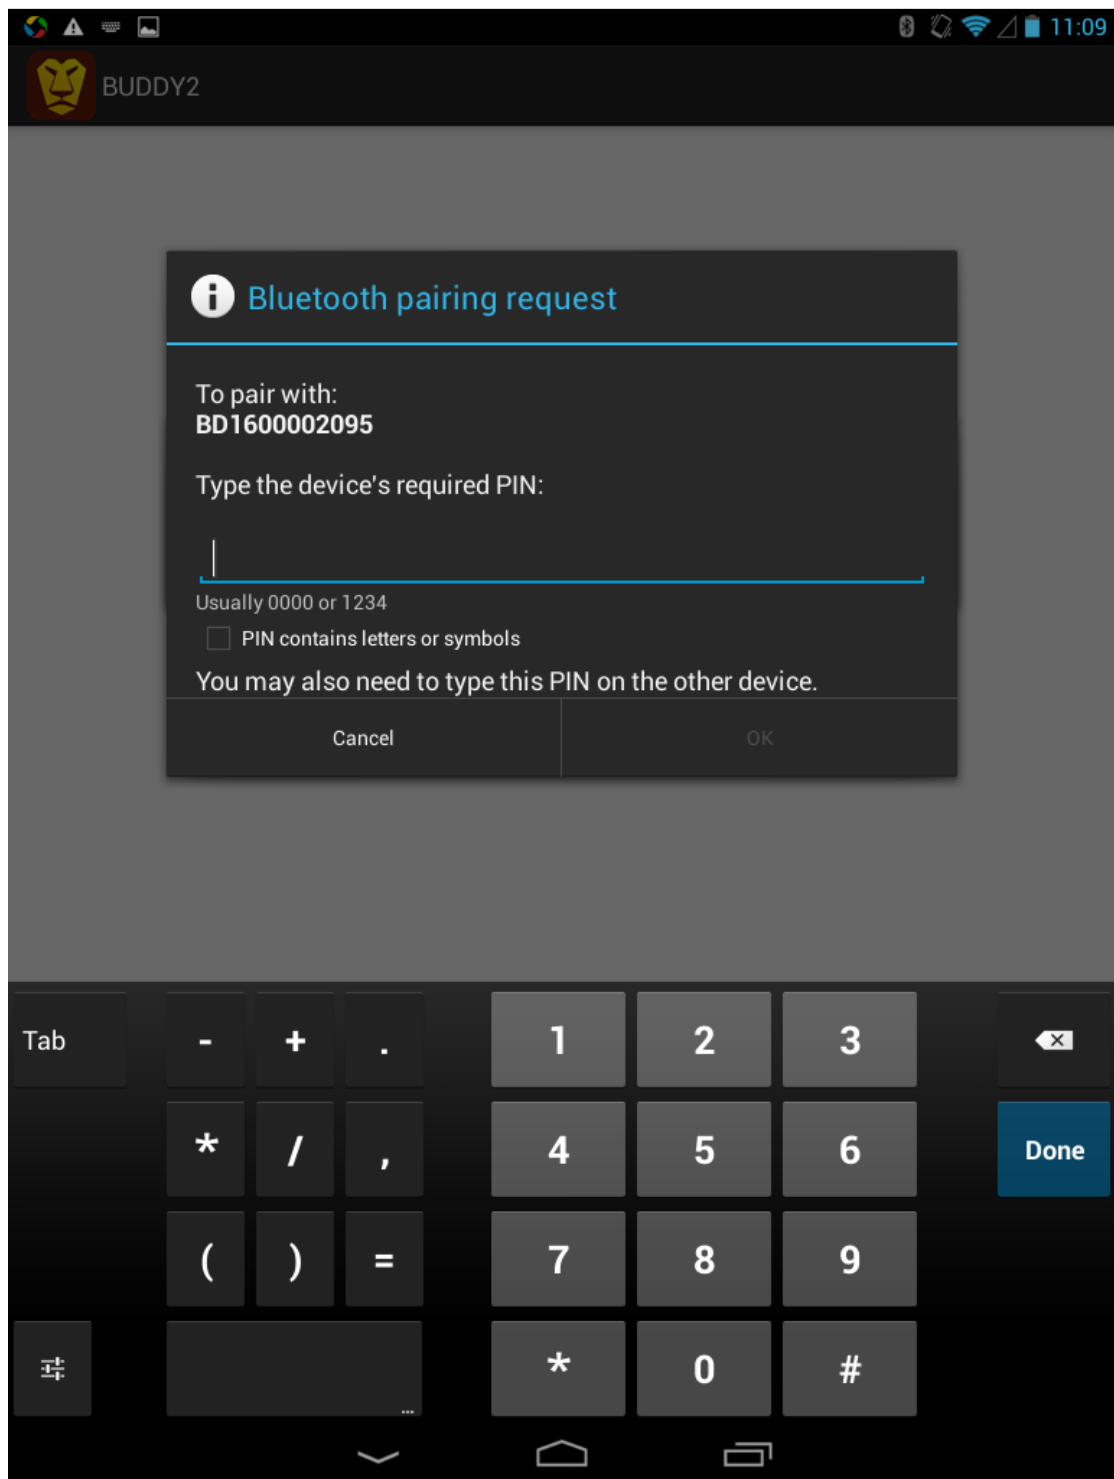 11:09
BUDDY2
Bluetooth pairing request
To pair with:
BD1600002095
Type the device's required PIN:
Usually 0000 or 1234
PIN contains letters or symbols
You may also need to type this PIN on the other device.
Cancel OK
Tab - + . 1 2 3
* / , 4 5 6 Done
( ) = 7 8 9
* 0 #
...